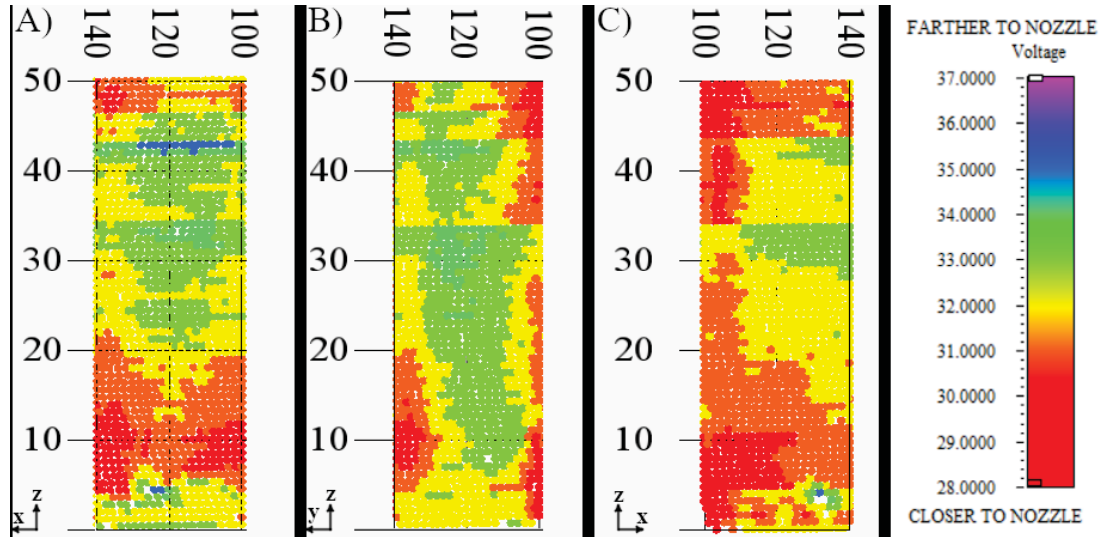 A)
140
120
100
50
40
30
20
10
z
x
B)
140
120
100
50
40
30
20
10
z
y
C)
100
120
140
50
40
30
20
10
z
x
FARTHER TO NOZZLE
Voltage
37.0000
36.0000
35.0000
34.0000
33.0000
32.0000
31.0000
30.0000
29.0000
28.0000
CLOSER TO NOZZLE